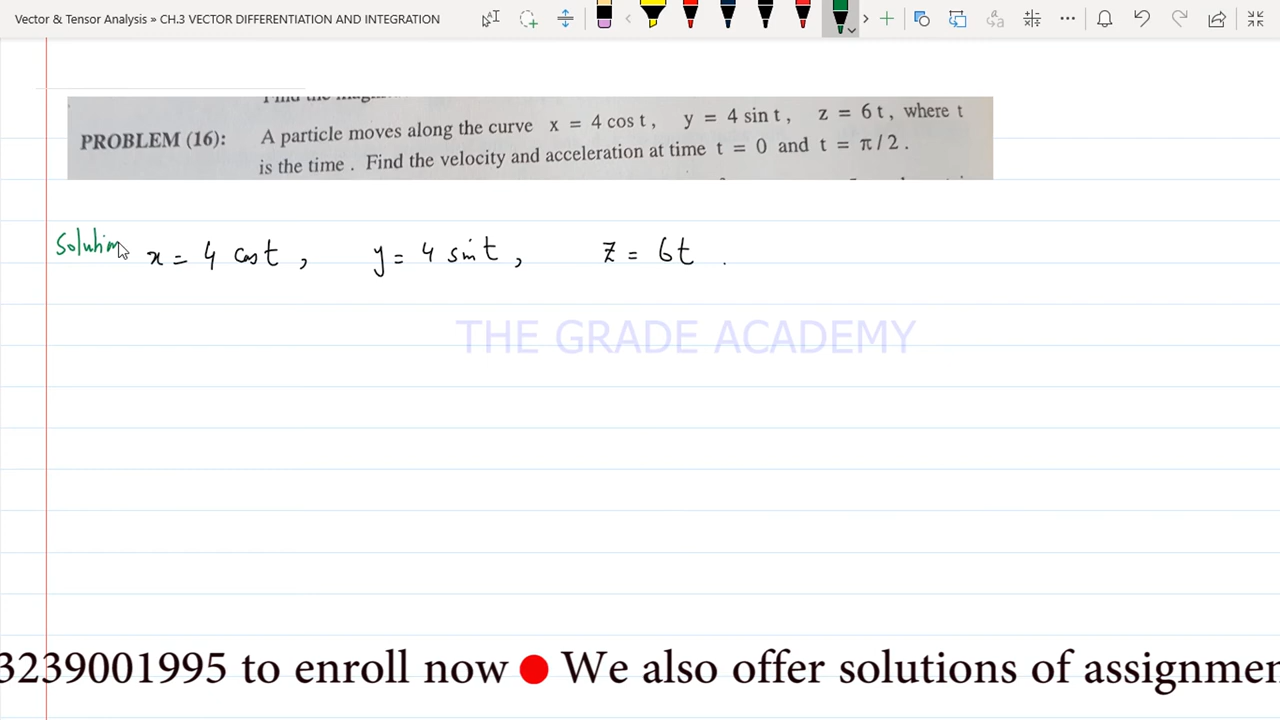 Vector & Tensor Analysis » CH.3 VECTOR DIFFERENTIATION AND INTEGRATION
PROBLEM (16): A particle moves along the curve x = 4 cos t, y = 4 sin t, z = 6 t, where t
is the time. Find the velocity and acceleration at time t = 0 and t = π / 2.
Solution x = 4 cos t, y = 4 sin t, z = 6t.
THE GRADE ACADEMY
3239001995 to enroll now ● We also offer solutions of assignmen